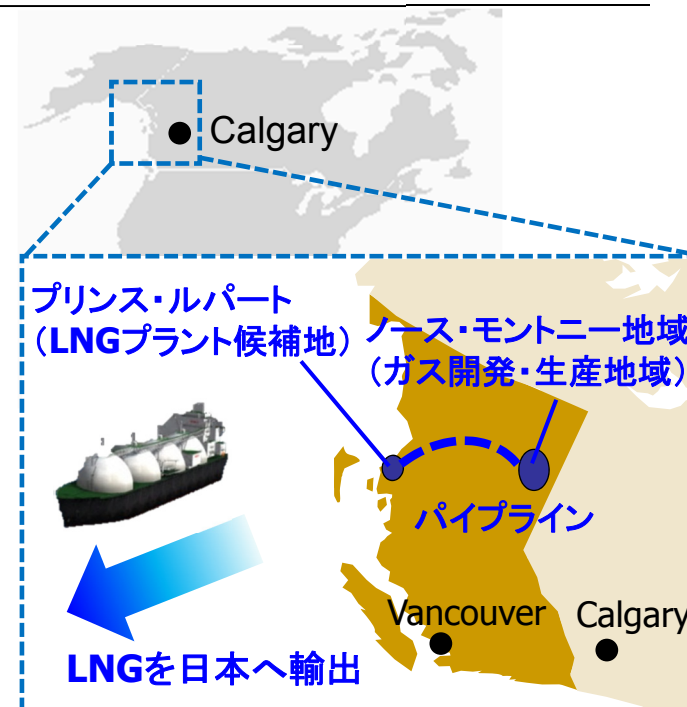 Calgary
プリンス・ルパート
（LNGプラント候補地）
ノース・モントニー地域
（ガス開発・生産地域）
パイプライン
Vancouver
Calgary
LNGを日本へ輸出